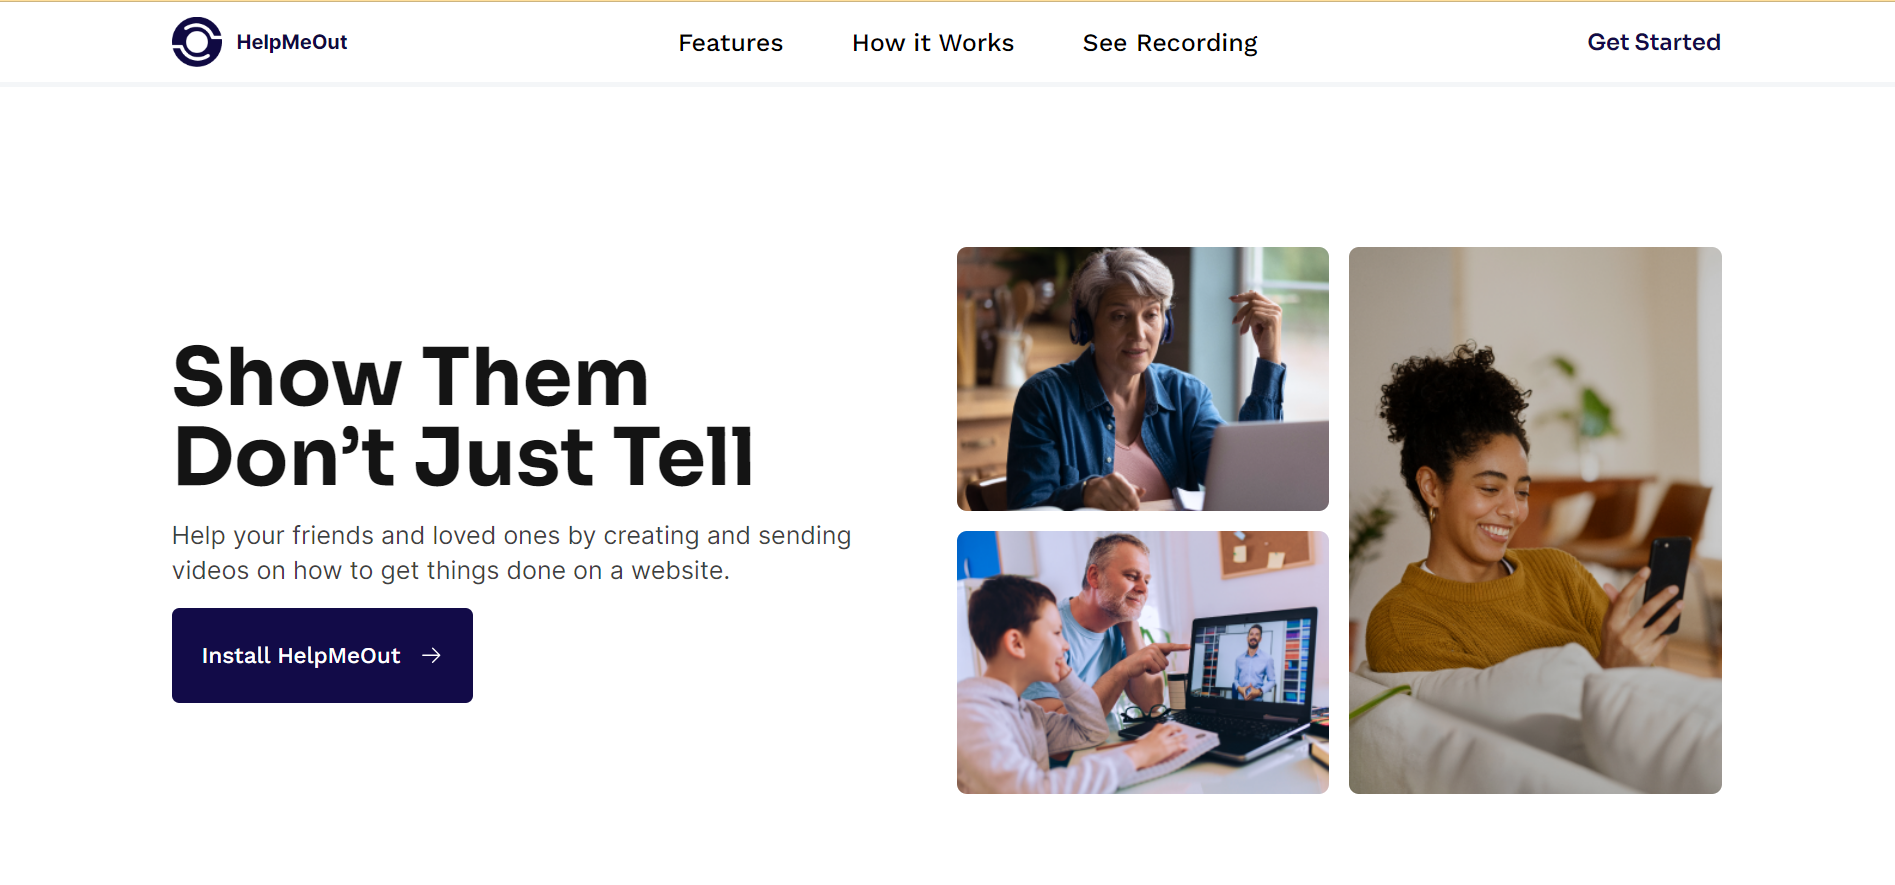 HelpMeOut
Features
How it Works
See Recording
Get Started
Show Them
Don’t Just Tell
Help your friends and loved ones by creating and sending
videos on how to get things done on a website.
Install HelpMeOut →